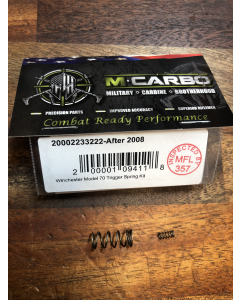 M·CARBO
MILITARY · CARBINE · BROTHERHOOD
PRECISION PARTS
IMPROVED ACCURACY
SUPERIOR RELIABLE
Combat Ready Performance
20002233222-After 2008
2 00001 09411 8
Winchester Model 70 Trigger Spring Kit
INSPECTED BY
MFL
357